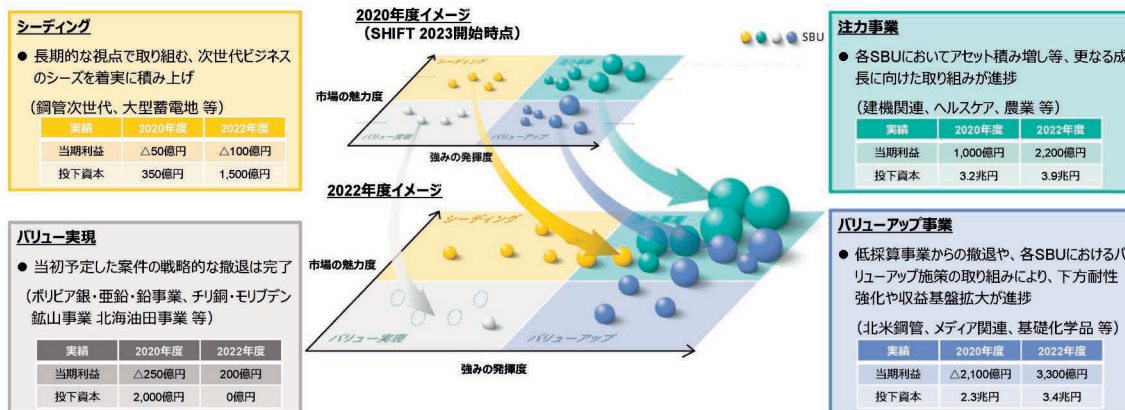 シーディング
● 長期的な視点で取り組む、次世代ビジネス
のシーズを着実に積み上げ
（鋼管次世代、大型蓄電地 等）
実績 2020年度 2022年度
当期利益 △50億円 △100億円
投下資本 350億円 1,500億円
バリュー実現
● 当初予定した案件の戦略的な撤退は完了
（ボリビア銀・亜鉛・鉛事業、チリ銅・モリブデン
鉱山事業 北海油田事業 等）
実績 2020年度 2022年度
当期利益 △250億円 200億円
投下資本 2,000億円 0億円
2020年度イメージ
（SHIFT 2023開始時点）
SBU
シーディング
注力事業
市場の魅力度
バリュー実現
バリューアップ
強みの発揮度
2022年度イメージ
シーディング
注力事業
市場の魅力度
バリュー実現
バリューアップ
強みの発揮度
注力事業
● 各SBUにおいてアセット積み増し等、更なる成
長に向けた取り組みが進捗
（建機関連、ヘルスケア、農業 等）
実績 2020年度 2022年度
当期利益 1,000億円 2,200億円
投下資本 3.2兆円 3.9兆円
バリューアップ事業
● 低採算事業からの撤退や、各SBUにおけるバ
リューアップ施策の取り組みにより、下方耐性
強化や収益基盤拡大が進捗
（北米鋼管、メディア関連、基礎化学品 等）
実績 2020年度 2022年度
当期利益 △2,100億円 3,300億円
投下資本 2.3兆円 3.4兆円